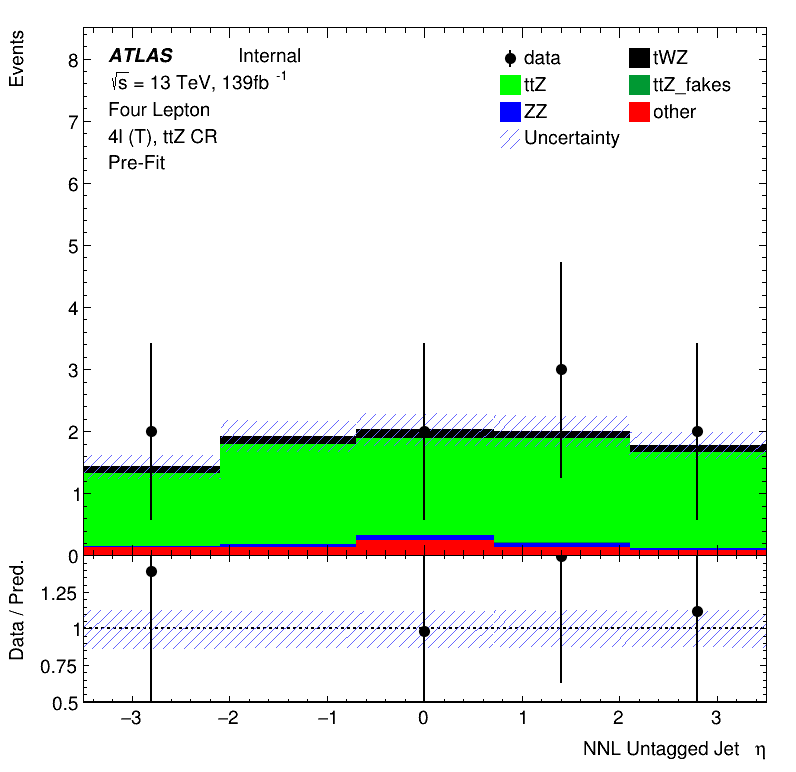 Events
ATLAS Internal
√s = 13 TeV, 139fb -1
Four Lepton
4l (T), ttZ CR
Pre-Fit
data
tWZ
ttZ
ttZ_fakes
ZZ
other
Uncertainty
8
7
6
5
4
3
2
1
0
Data / Pred.
1.25
1
0.75
0.5
−3 −2 −1 0 1 2 3
NNL Untagged Jet η